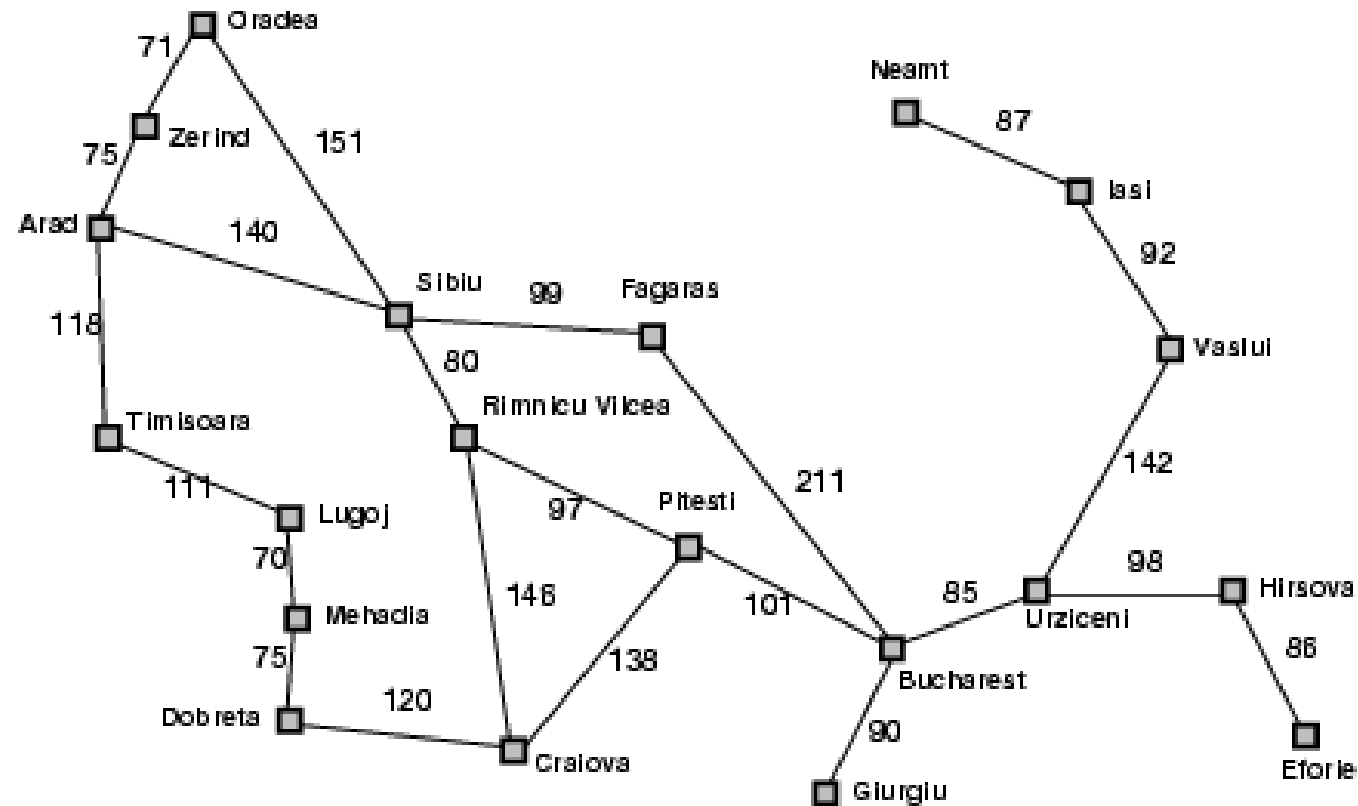 Oradea
71
Neamt
87
Zerind
151
75
Iasi
Arad
140
92
Sibiu
99
Fagaras
118
80
Vaslui
Rimnicu Vilcea
Timisoara
142
111
Lugoj
97
Pitesti
211
70
146
101
85
98
Hirsova
Mehadia
Urziceni
75
138
86
Bucharest
120
Dobreta
90
Craiova
Eforie
Giurgiu